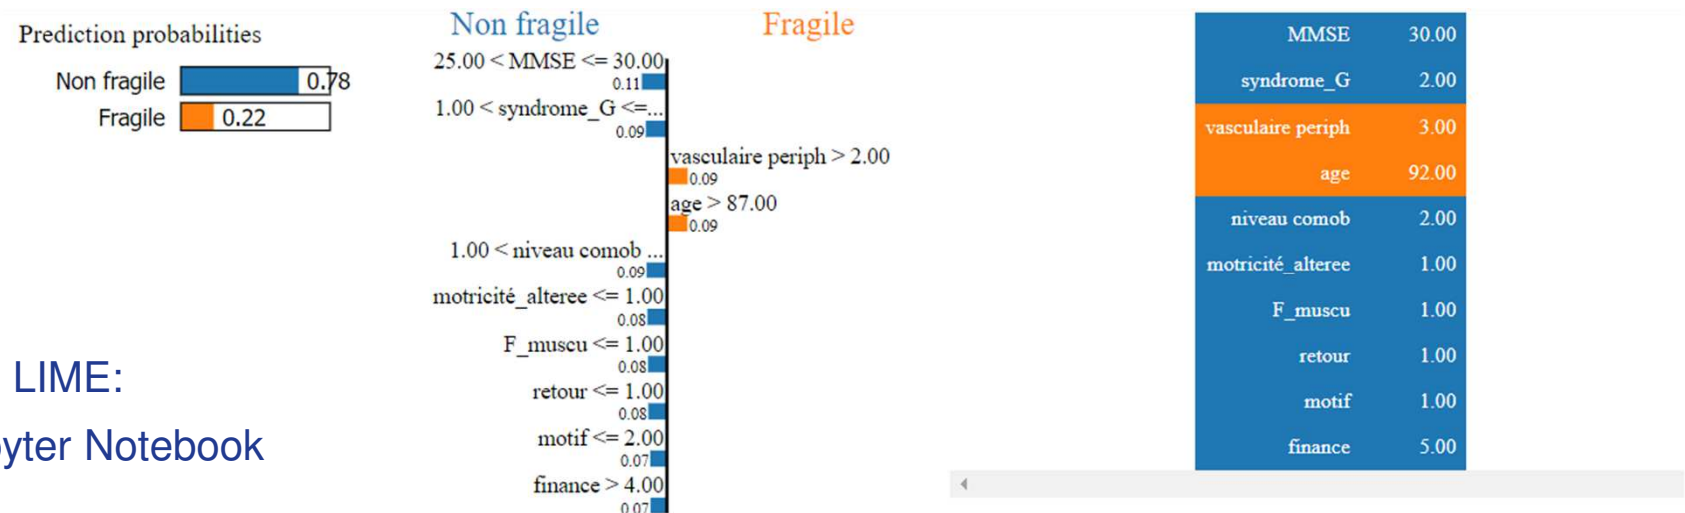 Prediction probabilities
Non fragile 0.78
Fragile 0.22
LIME:
yter Notebook
Non fragile Fragile
25.00 < MMSE <= 30.00
0.11
1.00 < syndrome_G <=...
0.09
vasculaire periph > 2.00
0.09
age > 87.00
0.09
1.00 < niveau comob ...
0.09
motricité_alteree <= 1.00
0.08
F_muscu <= 1.00
0.08
retour <= 1.00
0.08
motif <= 2.00
0.07
finance > 4.00
0.07
MMSE 30.00
syndrome_G 2.00
vasculaire periph 3.00
age 92.00
niveau comob 2.00
motricité_alteree 1.00
F_muscu 1.00
retour 1.00
motif 1.00
finance 5.00